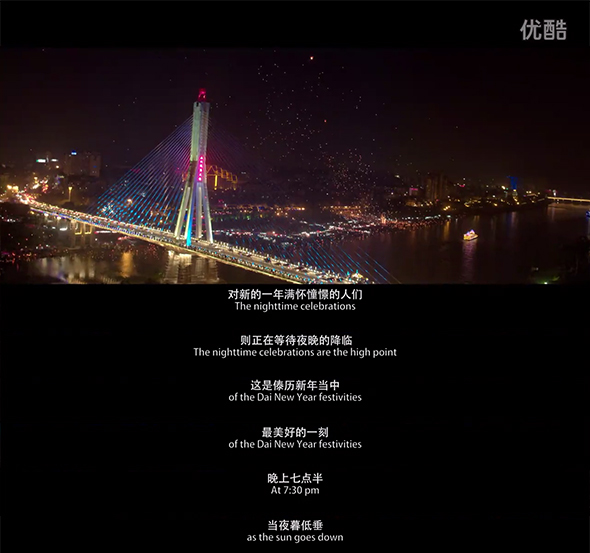 优酷
对新的一年满怀憧憬的人们
The nighttime celebrations
则正在等待夜晚的降临
The nighttime celebrations are the high point
这是傣历新年当中
of the Dai New Year festivities
最美好的一刻
of the Dai New Year festivities
晚上七点半
At 7:30 pm
当夜暮低垂
as the sun goes down